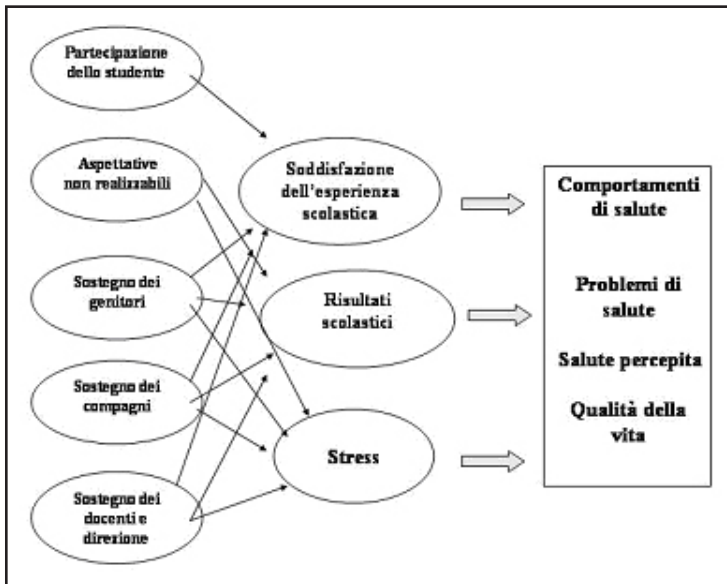 Partecipazione
dello studente
Aspettative
non realizzabili
Sostegno dei
genitori
Sostegno dei
compagni
Sostegno dei
docenti e
direzione
Soddisfazione
dell'esperienza
scolastica
Risultati
scolastici
Stress
Comportamenti
di salute
Problemi di
salute
Salute percepita
Qualità della
vita